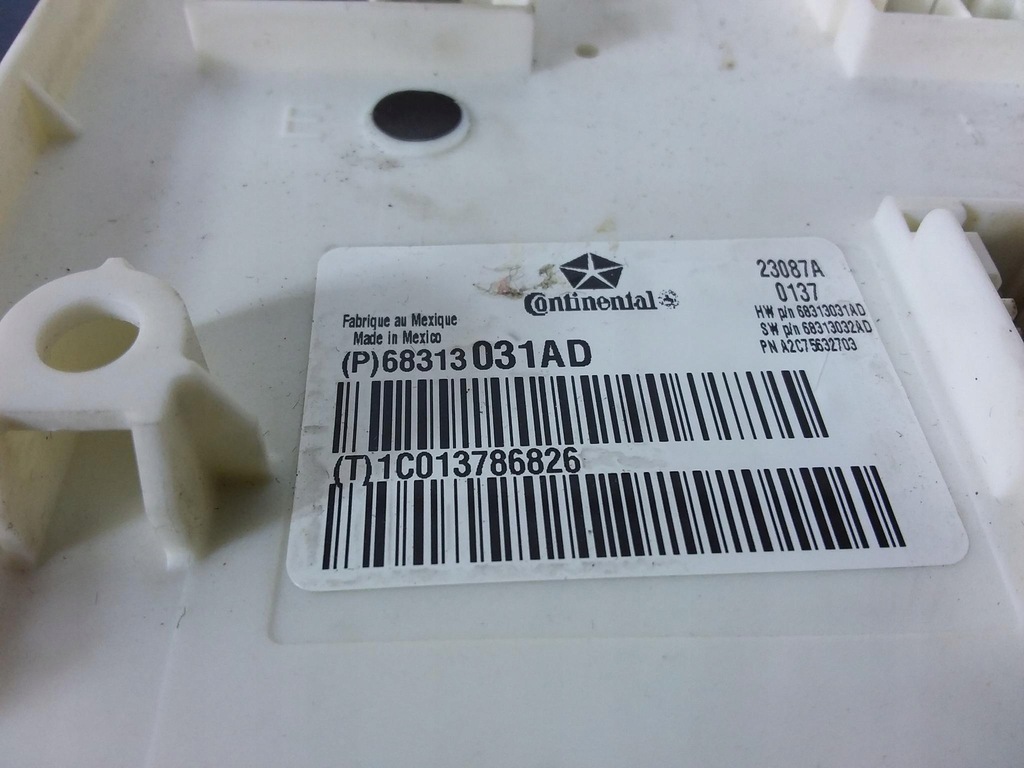 Continental
23087A
0137
HW p/n 68313031AD
SW p/n 68313032AD
PN A2C75632703
Fabrique au Mexique
Made in Mexico
(P)68313 031AD
(T)1C013786826